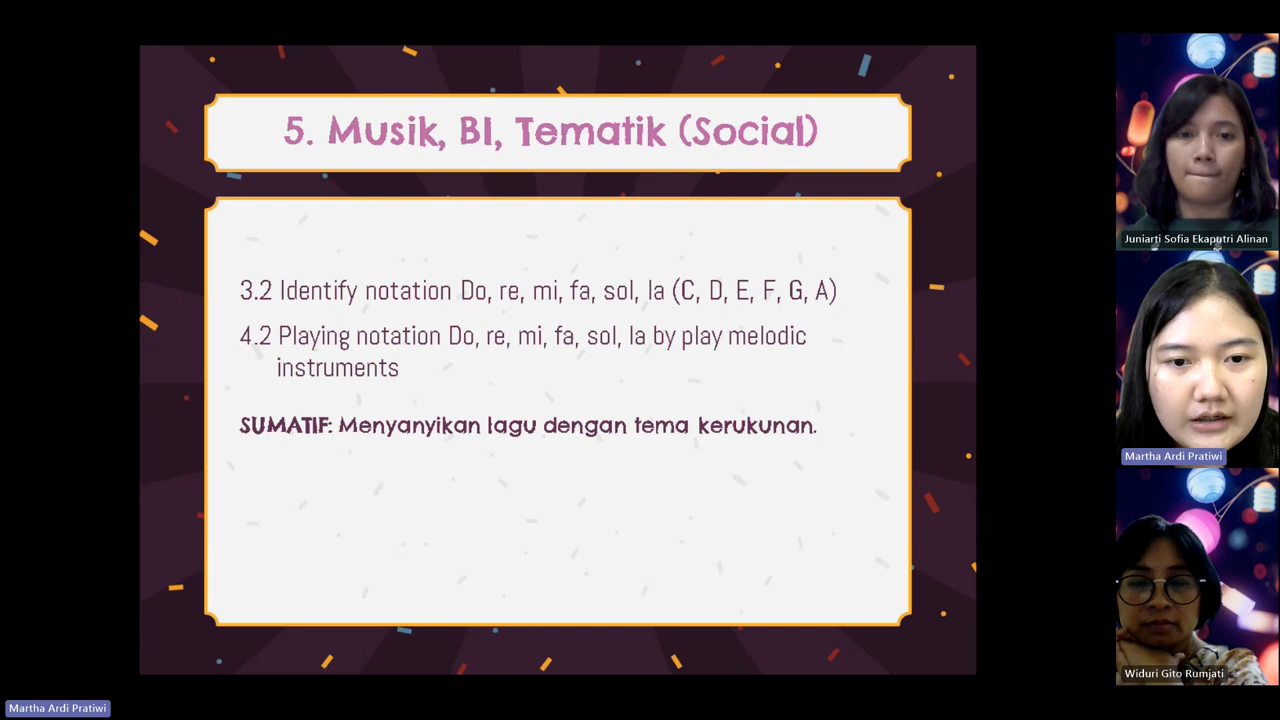 5. Musik, BI, Tematik (Social)
3.2 Identify notation Do, re, mi, fa, sol, la (C, D, E, F, G, A)
4.2 Playing notation Do, re, mi, fa, sol, la by play melodic
instruments
SUMATIF: Menyanyikan lagu dengan tema kerukunan.
Juniarti Sofia Ekaputri Alinan
Martha Ardi Pratiwi
Widuri Gito Rumjati
Martha Ardi Pratiwi